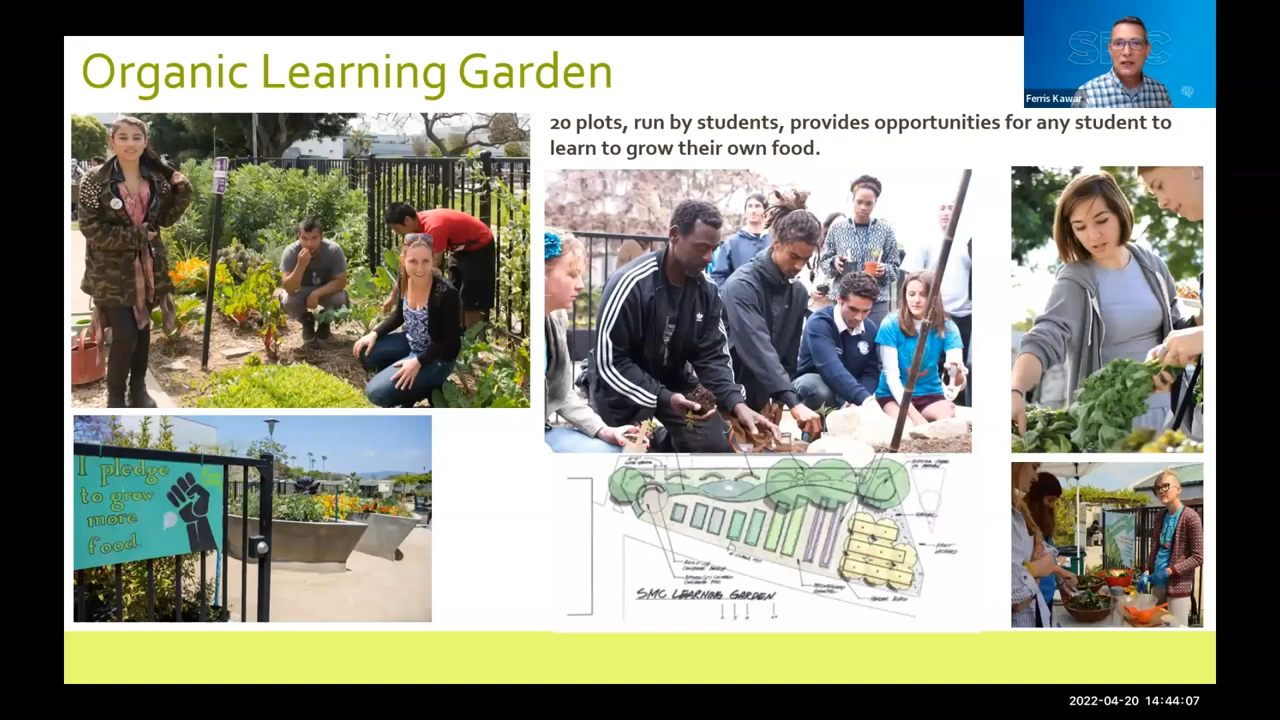 Organic Learning Garden
SMC
Ferris Kawar
20 plots, run by students, provides opportunities for any student to
learn to grow their own food.
I pledge
to grow
more
food.
SMC LEARNING GARDEN
2022-04-20 14:44:07